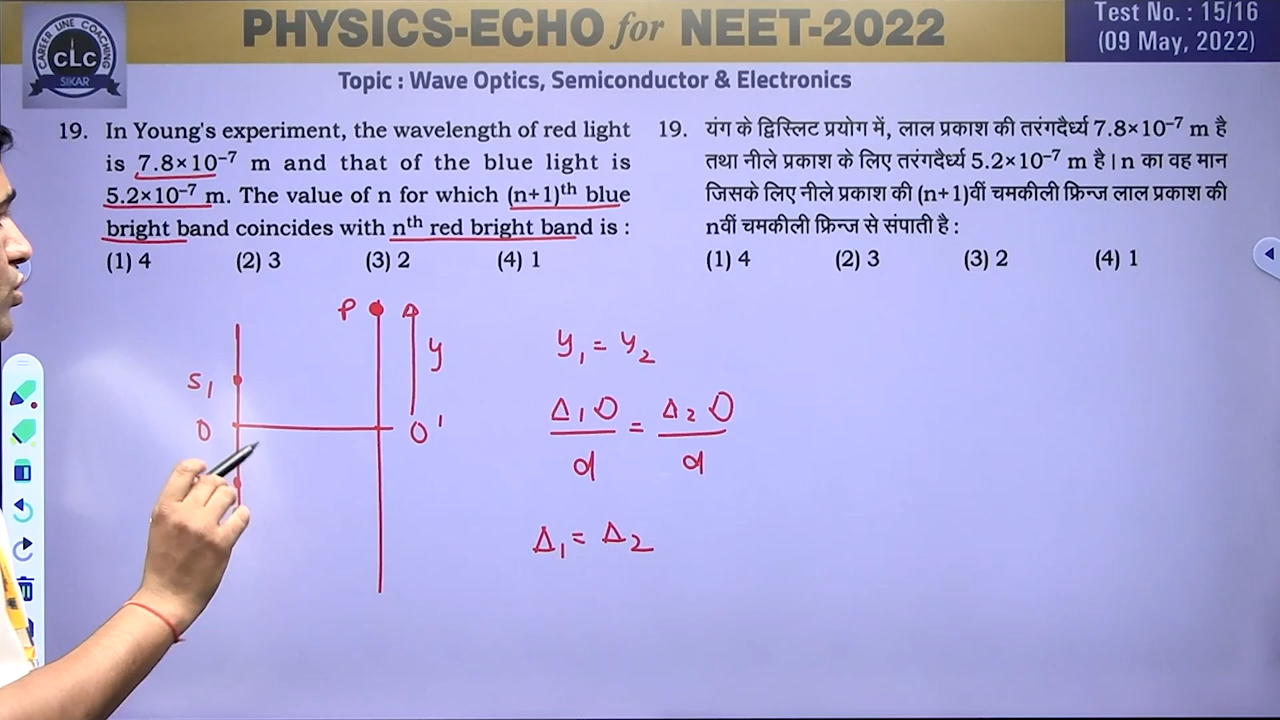 PHYSICS-ECHO for NEET-2022
Test No. : 15/16
(09 May, 2022)
CAREER LINE COACHING
CLC
SIKAR
Topic : Wave Optics, Semiconductor & Electronics
19. In Young's experiment, the wavelength of red light
is 7.8×10⁻⁷ m and that of the blue light is
5.2×10⁻⁷ m. The value of n for which (n+1)ᵗʰ blue
bright band coincides with nᵗʰ red bright band is :
(1) 4 (2) 3 (3) 2 (4) 1
19. यंग के द्विस्लिट प्रयोग में, लाल प्रकाश की तरंगदैर्ध्य 7.8×10⁻⁷ m है
तथा नीले प्रकाश के लिए तरंगदैर्ध्य 5.2×10⁻⁷ m है। n का वह मान
जिसके लिए नीले प्रकाश की (n+1)वीं चमकीली फ्रिन्ज लाल प्रकाश की
nवीं चमकीली फ्रिन्ज से संपाती है :
(1) 4 (2) 3 (3) 2 (4) 1
P
y
S₁
O
O'
y₁ = y₂
Δ₁D/d = Δ₂D/d
Δ₁ = Δ₂